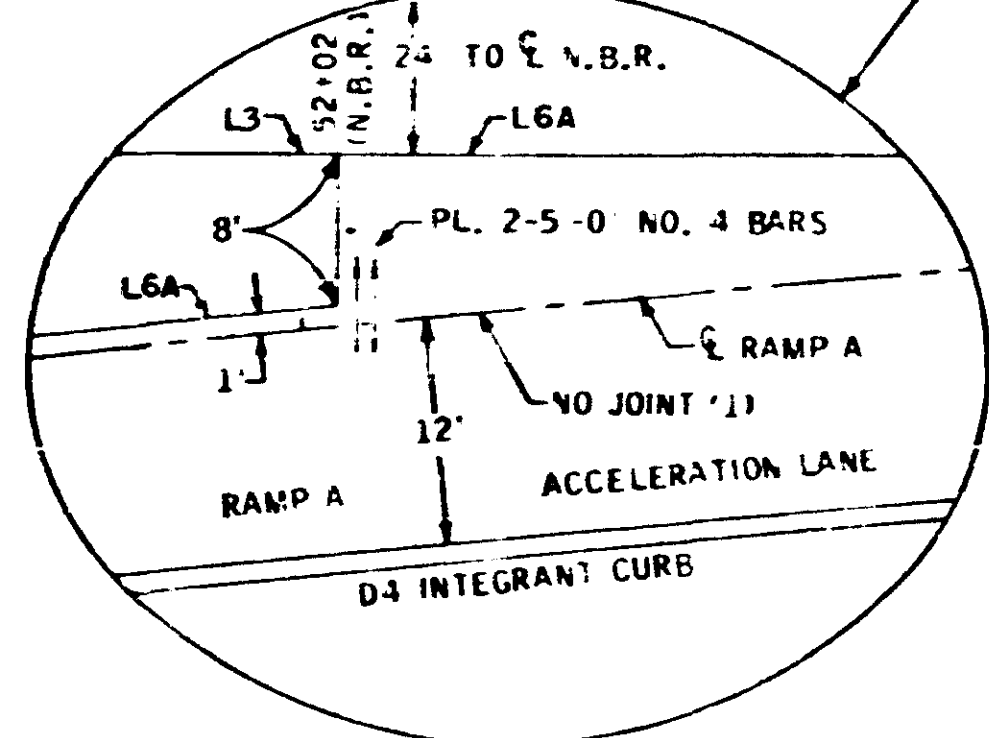 52+02
(N.B.R.)
24 TO ℄ N.B.R.
L3
L6A
8'
PL. 2-5-0 NO. 4 BARS
L6A
1'
℄ RAMP A
NO JOINT (1)
12'
RAMP A
ACCELERATION LANE
D4 INTEGRANT CURB